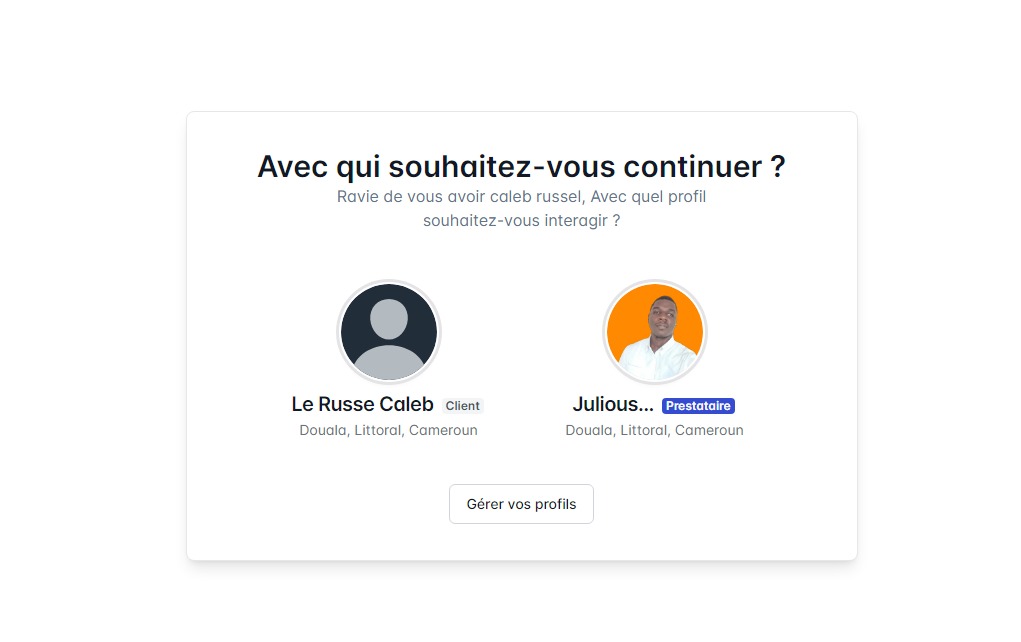 Avec qui souhaitez-vous continuer ?
Ravie de vous avoir caleb russel, Avec quel profil
souhaitez-vous interagir ?
Le Russe Caleb Client
Douala, Littoral, Cameroun
Julious... Prestataire
Douala, Littoral, Cameroun
Gérer vos profils